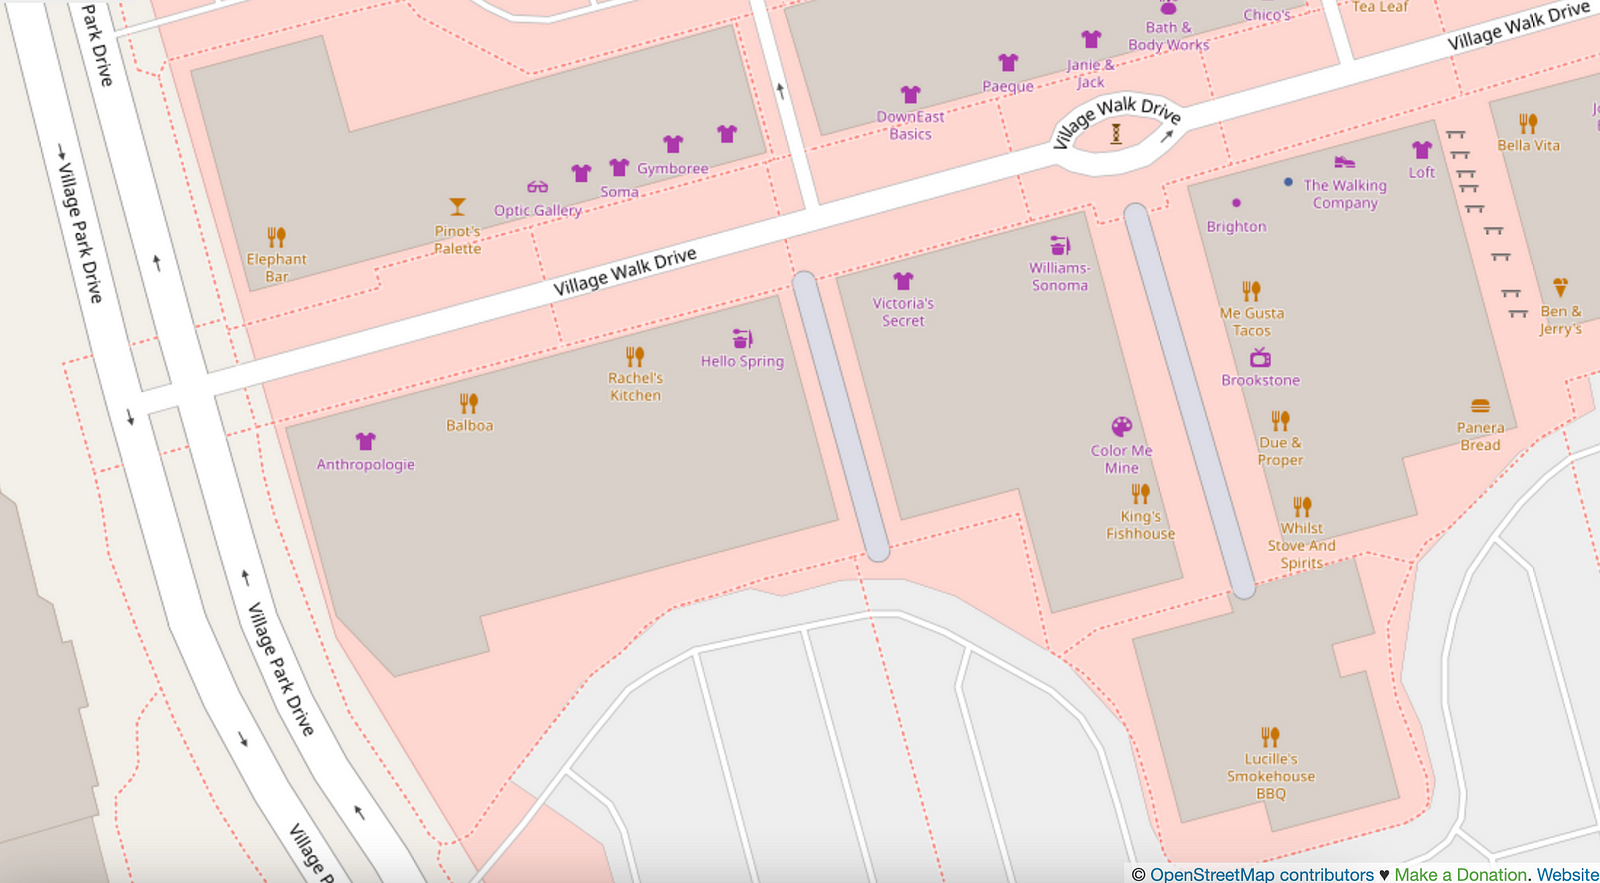 Park Drive
Village Park Drive
Elephant
Bar
Pinot's
Palette
Optic Gallery
Soma
Gymboree
DownEast
Basics
Paeque
Janie &
Jack
Bath &
Body Works
Chico's
Tea Leaf
Village Walk Drive
Village Walk Drive
Bella Vita
Loft
The Walking
Company
Brighton
Village Walk Drive
Williams-
Sonoma
Victoria's
Secret
Me Gusta
Tacos
Ben &
Jerry's
Hello Spring
Rachel's
Kitchen
Balboa
Anthropologie
Brookstone
Color Me
Mine
Due &
Proper
Panera
Bread
King's
Fishhouse
Whilst
Stove And
Spirits
Village Park Drive
Lucille's
Smokehouse
BBQ
Village P
© OpenStreetMap contributors ♥ Make a Donation. Website